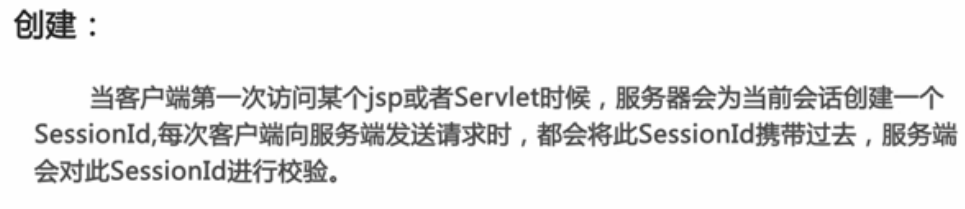 创建：
当客户端第一次访问某个jsp或者Servlet时候，服务器会为当前会话创建一个
SessionId,每次客户端向服务端发送请求时，都会将此SessionId携带过去，服务端
会对此SessionId进行校验。